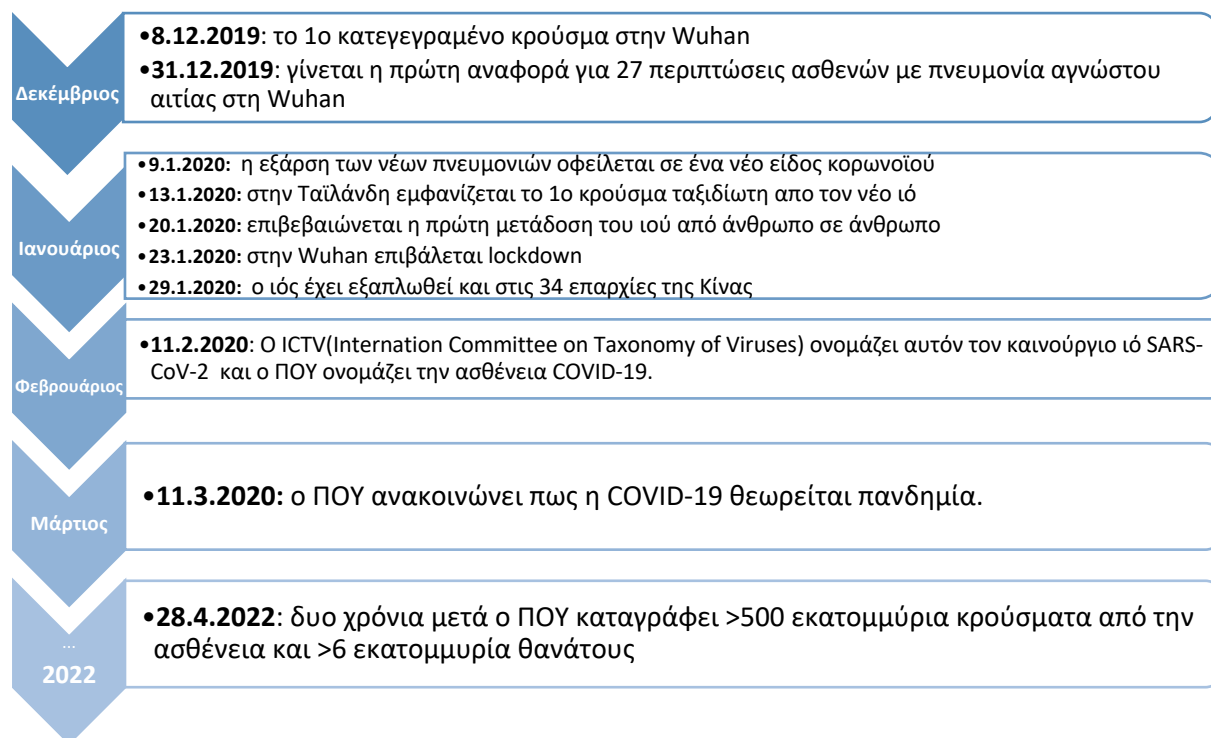 Δεκέμβριος
•8.12.2019: το 1ο κατεγεγραμένο κρούσμα στην Wuhan
•31.12.2019: γίνεται η πρώτη αναφορά για 27 περιπτώσεις ασθενών με πνευμονία αγνώστου
αιτίας στη Wuhan
Ιανουάριος
•9.1.2020: η εξάρση των νέων πνευμονιών οφείλεται σε ένα νέο είδος κορωνοϊού
•13.1.2020: στην Ταϊλάνδη εμφανίζεται το 1ο κρούσμα ταξιδίωτη απο τον νέο ιό
•20.1.2020: επιβεβαιώνεται η πρώτη μετάδοση του ιού από άνθρωπο σε άνθρωπο
•23.1.2020: στην Wuhan επιβάλεται lockdown
•29.1.2020: ο ιός έχει εξαπλωθεί και στις 34 επαρχίες της Κίνας
Φεβρουάριος
•11.2.2020: Ο ICTV(Internation Committee on Taxonomy of Viruses) ονομάζει αυτόν τον καινούργιο ιό SARS-
CoV-2 και ο ΠΟΥ ονομάζει την ασθένεια COVID-19.
Μάρτιος
•11.3.2020: ο ΠΟΥ ανακοινώνει πως η COVID-19 θεωρείται πανδημία.
...
2022
•28.4.2022: δυο χρόνια μετά ο ΠΟΥ καταγράφει >500 εκατομμύρια κρούσματα από την
ασθένεια και >6 εκατομμυρία θανάτους